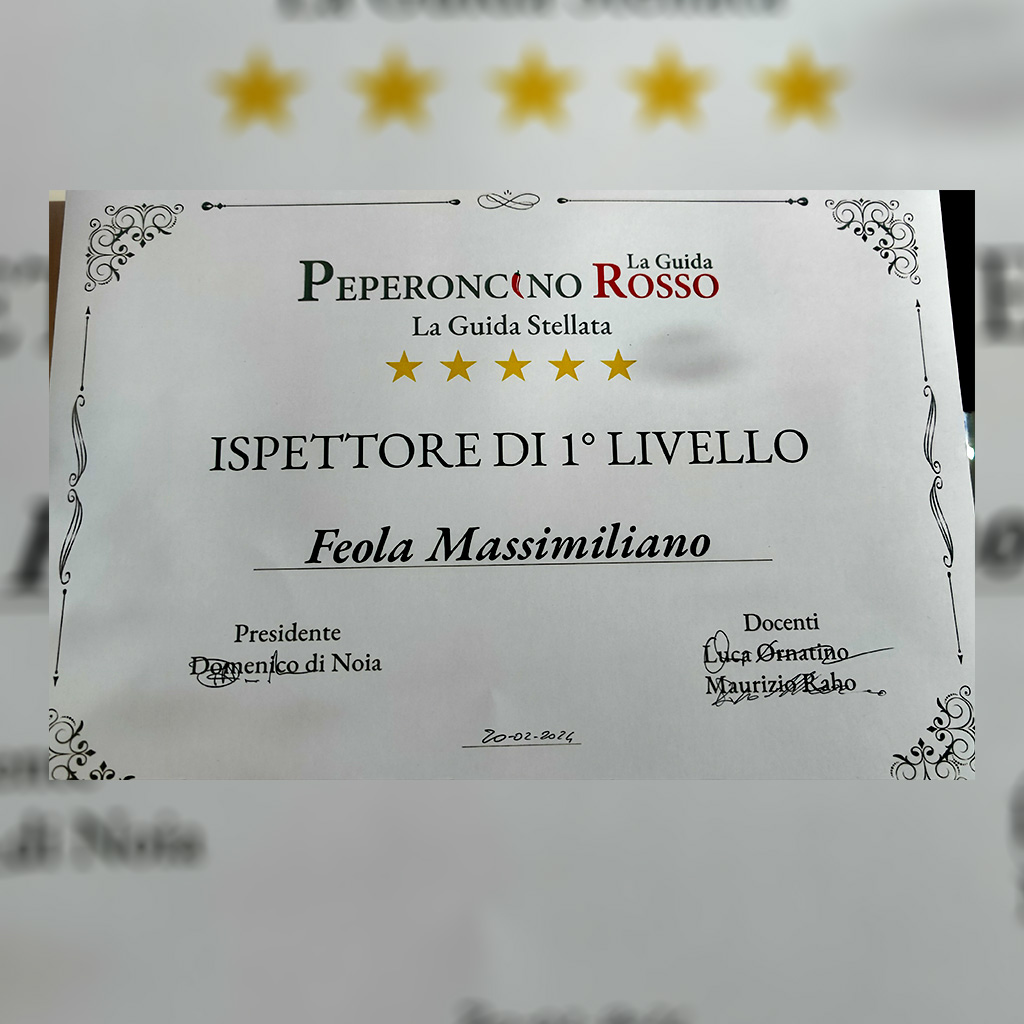 La Guida
PEPERONCINO ROSSO
La Guida Stellata
ISPETTORE DI 1° LIVELLO
Feola Massimiliano
Presidente
Domenico di Noia
Docenti
Luca Ornatino
Maurizio Raho
20-02-2024